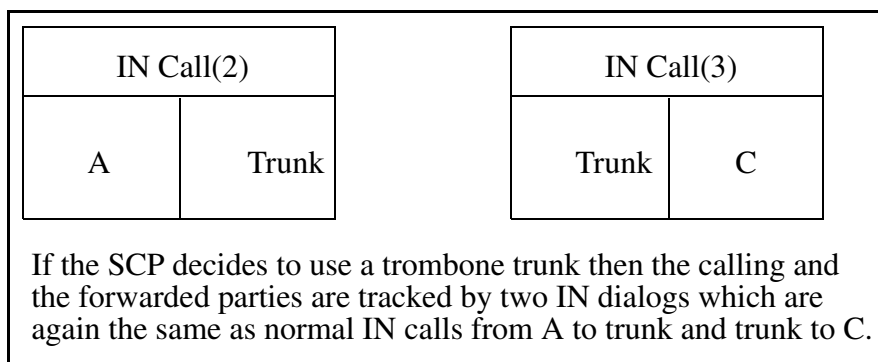 IN Call(2)
IN Call(3)
A
Trunk
Trunk
C
If the SCP decides to use a trombone trunk then the calling and
the forwarded parties are tracked by two IN dialogs which are
again the same as normal IN calls from A to trunk and trunk to C.